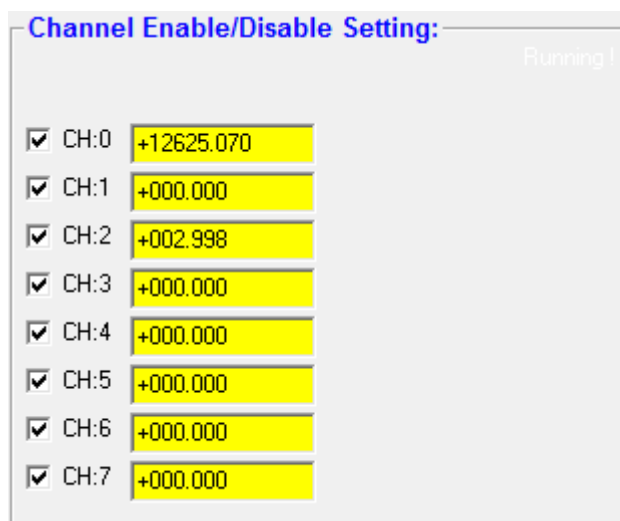 Channel Enable/Disable Setting:
Running !
CH:0 +12625.070
CH:1 +000.000
CH:2 +002.998
CH:3 +000.000
CH:4 +000.000
CH:5 +000.000
CH:6 +000.000
CH:7 +000.000